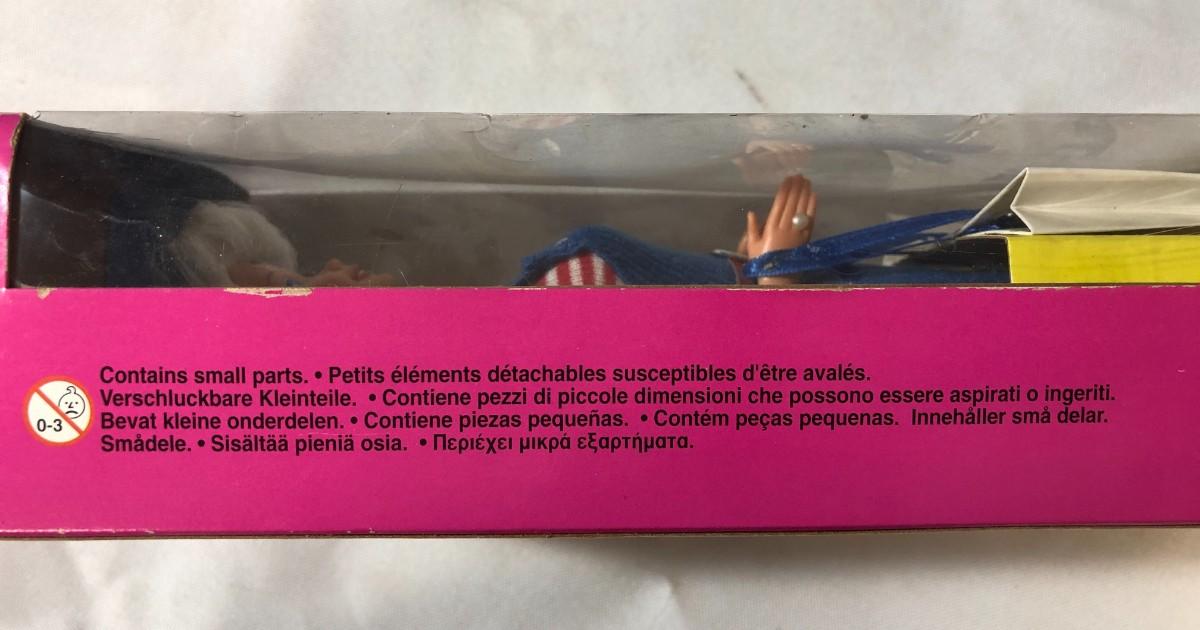 Contains small parts. • Petits éléments détachables susceptibles d'être avalés.
Verschluckbare Kleinteile. • Contiene pezzi di piccole dimensioni che possono essere aspirati o ingeriti.
Bevat kleine onderdelen. • Contiene piezas pequeñas. • Contém peças pequenas. Innehåller små delar.
Smådele. • Sisältää pieniä osia. • Περιέχει μικρά εξαρτήματα.
0-3